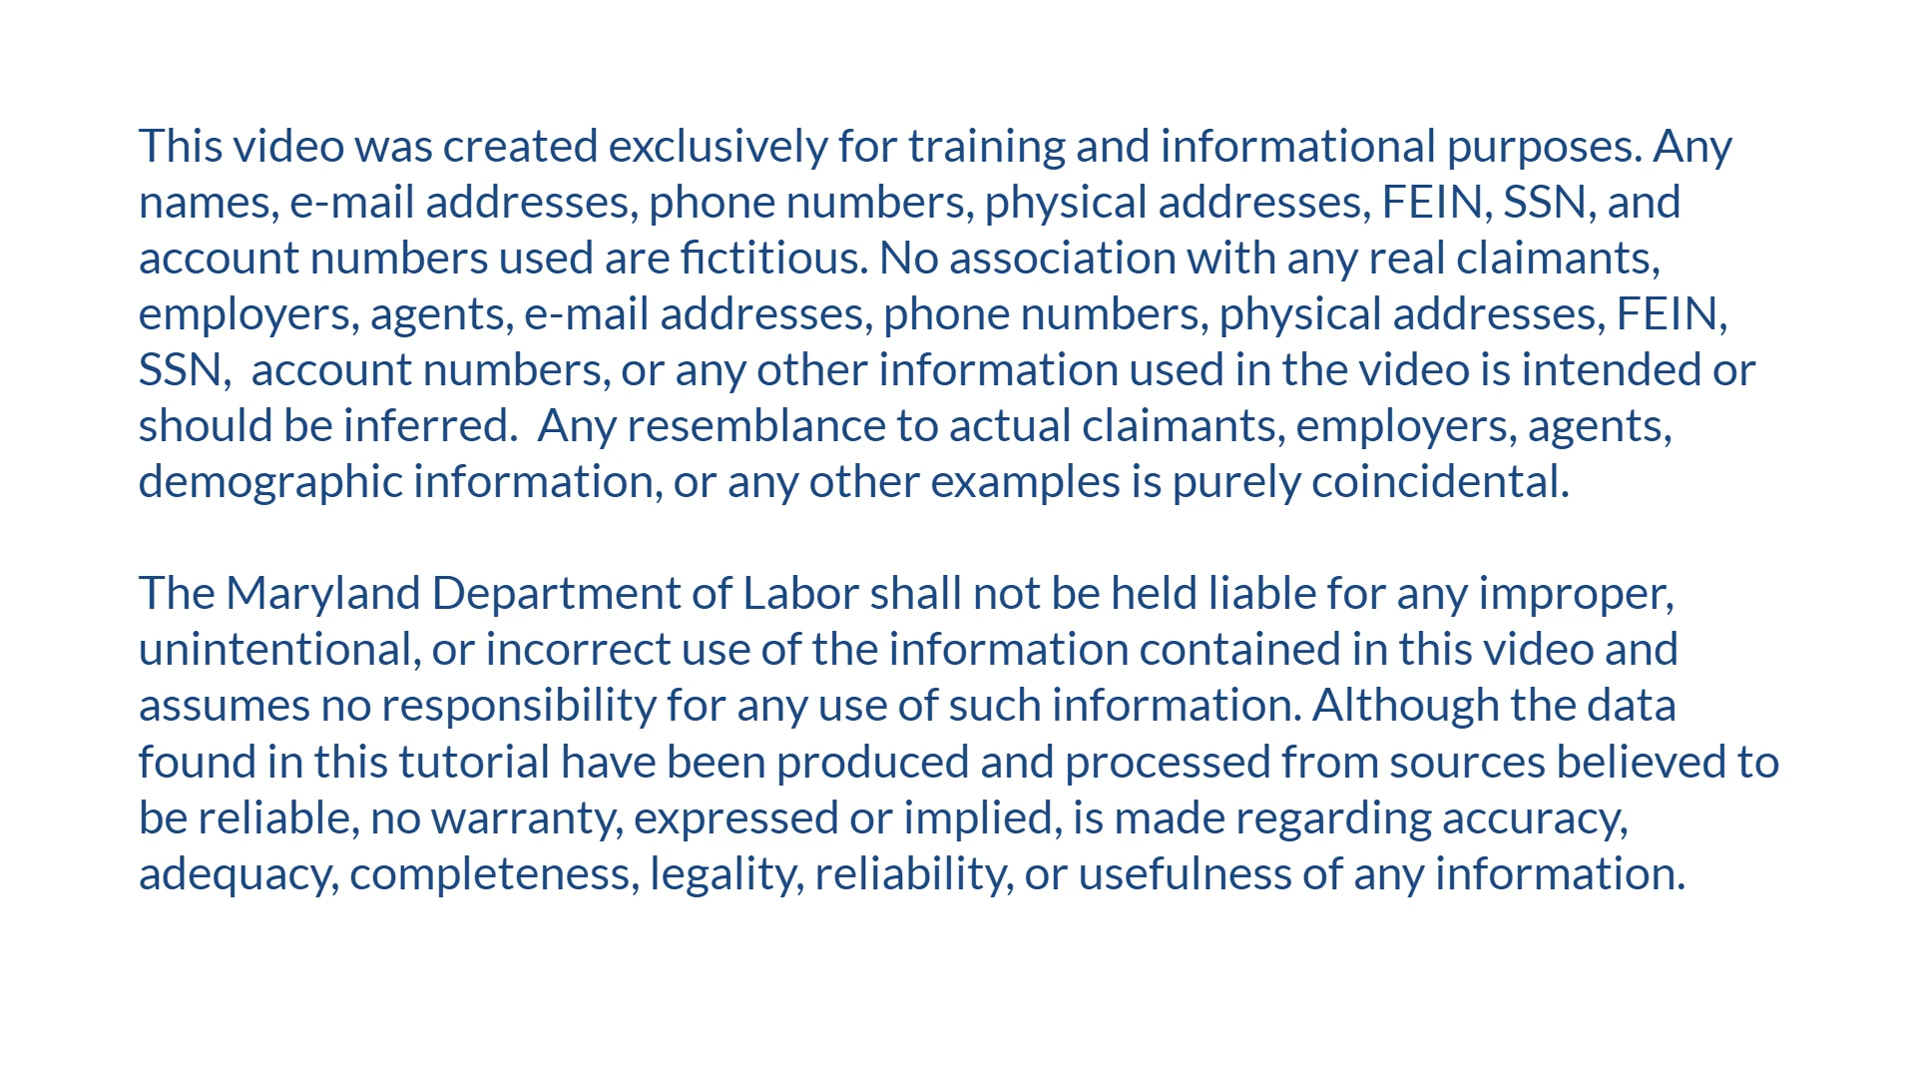 This video was created exclusively for training and informational purposes. Any
names, e-mail addresses, phone numbers, physical addresses, FEIN, SSN, and
account numbers used are fictitious. No association with any real claimants,
employers, agents, e-mail addresses, phone numbers, physical addresses, FEIN,
SSN,  account numbers, or any other information used in the video is intended or
should be inferred.  Any resemblance to actual claimants, employers, agents,
demographic information, or any other examples is purely coincidental.

The Maryland Department of Labor shall not be held liable for any improper,
unintentional, or incorrect use of the information contained in this video and
assumes no responsibility for any use of such information. Although the data
found in this tutorial have been produced and processed from sources believed to
be reliable, no warranty, expressed or implied, is made regarding accuracy,
adequacy, completeness, legality, reliability, or usefulness of any information.